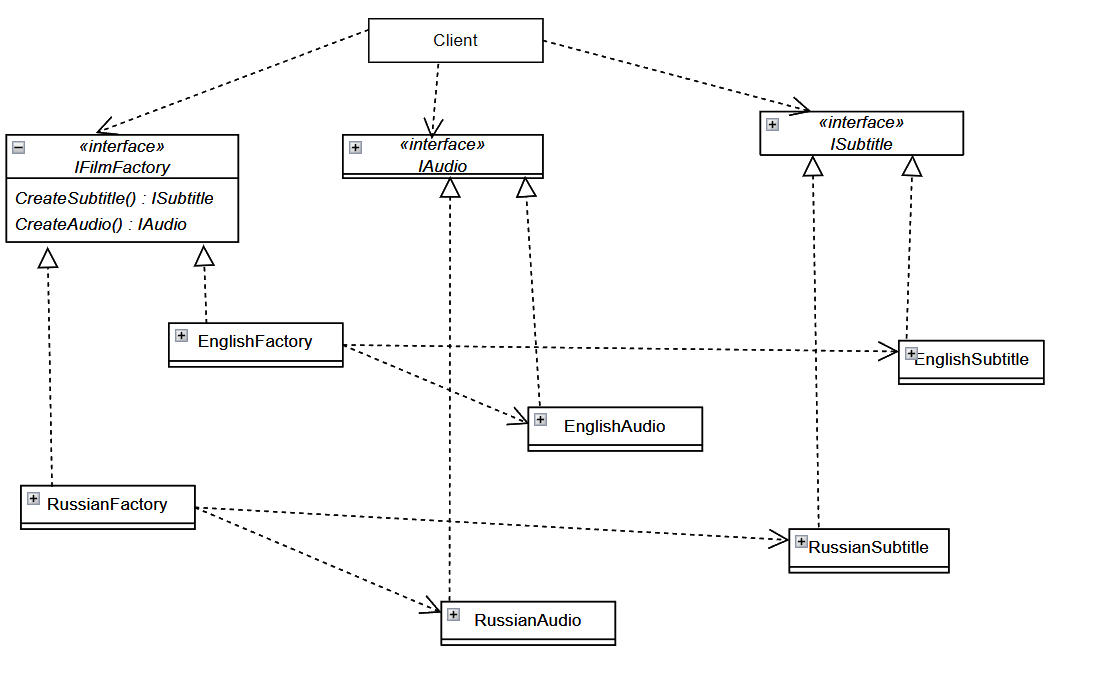 Client
«interface»
IFilmFactory
CreateSubtitle() : ISubtitle
CreateAudio() : IAudio
«interface»
IAudio
«interface»
ISubtitle
EnglishFactory
EnglishSubtitle
EnglishAudio
RussianFactory
RussianSubtitle
RussianAudio